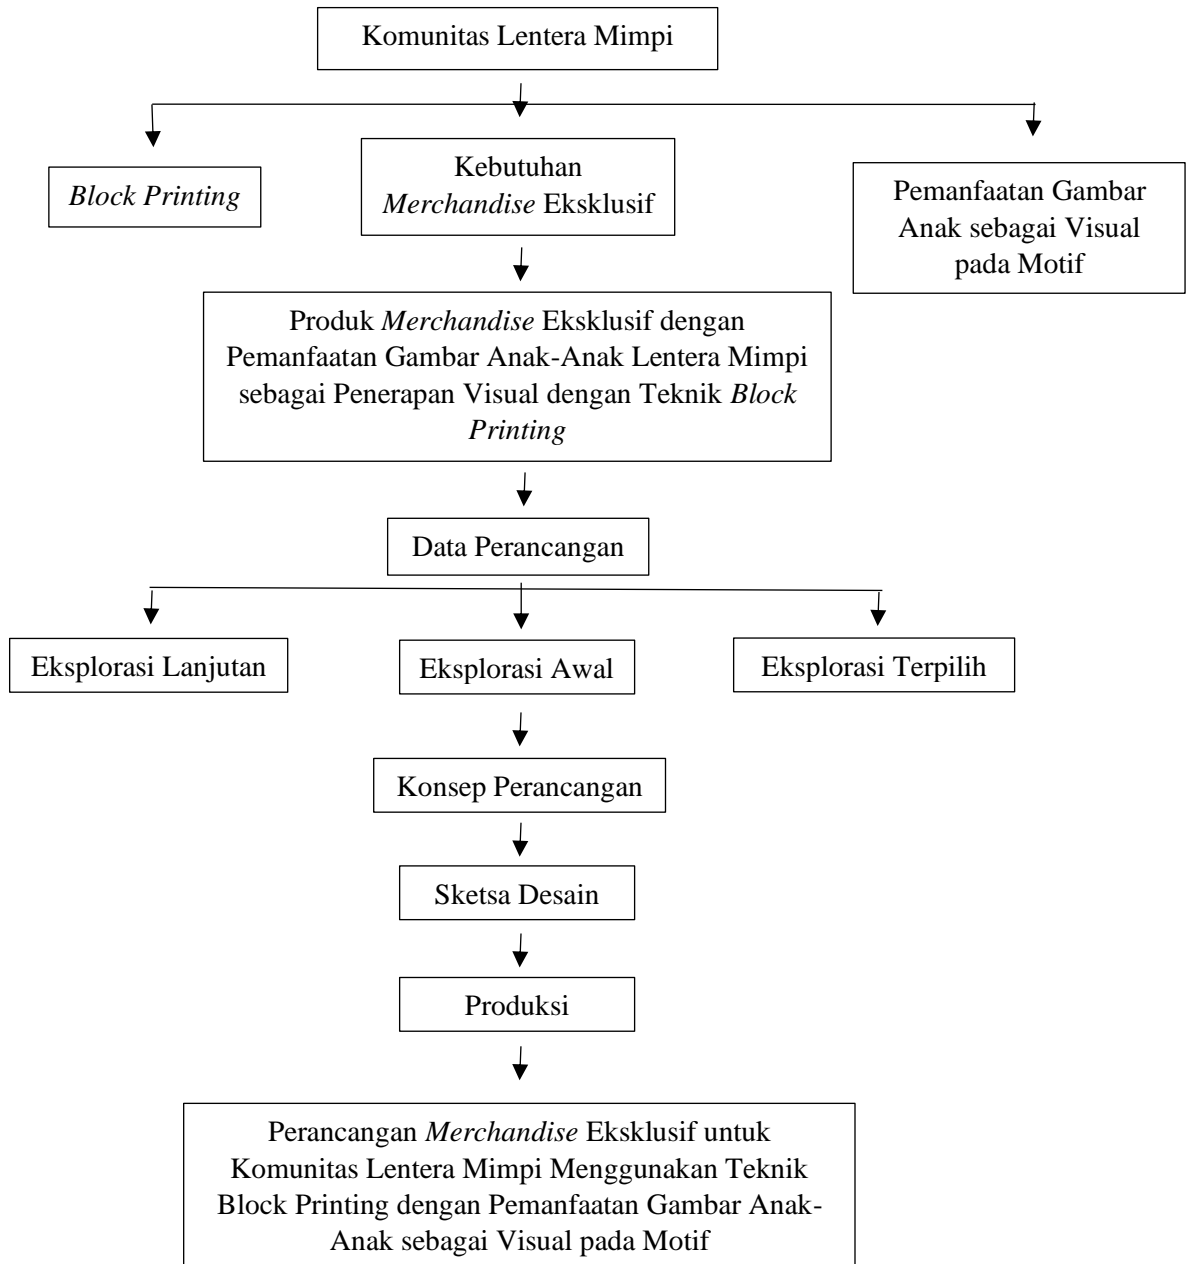 Komunitas Lentera Mimpi
Block Printing
Kebutuhan
Merchandise Eksklusif
Pemanfaatan Gambar
Anak sebagai Visual
pada Motif
Produk Merchandise Eksklusif dengan
Pemanfaatan Gambar Anak-Anak Lentera Mimpi
sebagai Penerapan Visual dengan Teknik Block
Printing
Data Perancangan
Eksplorasi Lanjutan
Eksplorasi Awal
Eksplorasi Terpilih
Konsep Perancangan
Sketsa Desain
Produksi
Perancangan Merchandise Eksklusif untuk
Komunitas Lentera Mimpi Menggunakan Teknik
Block Printing dengan Pemanfaatan Gambar Anak-
Anak sebagai Visual pada Motif